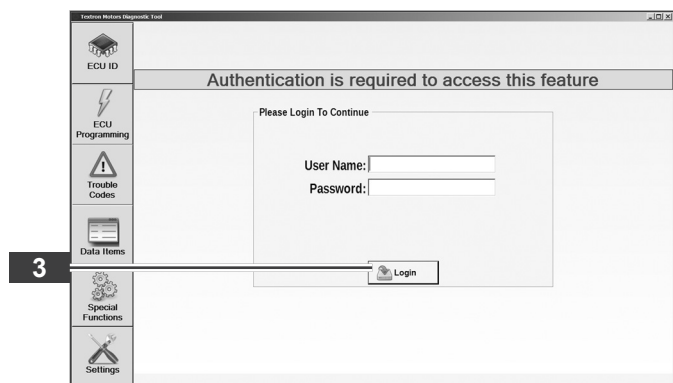 Textron Motors Diagnostic Tool
ECU ID
Authentication is required to access this feature
ECU
Programming
Please Login To Continue
User Name:
Password:
Trouble
Codes
Data Items
3
Login
Special
Functions
Settings